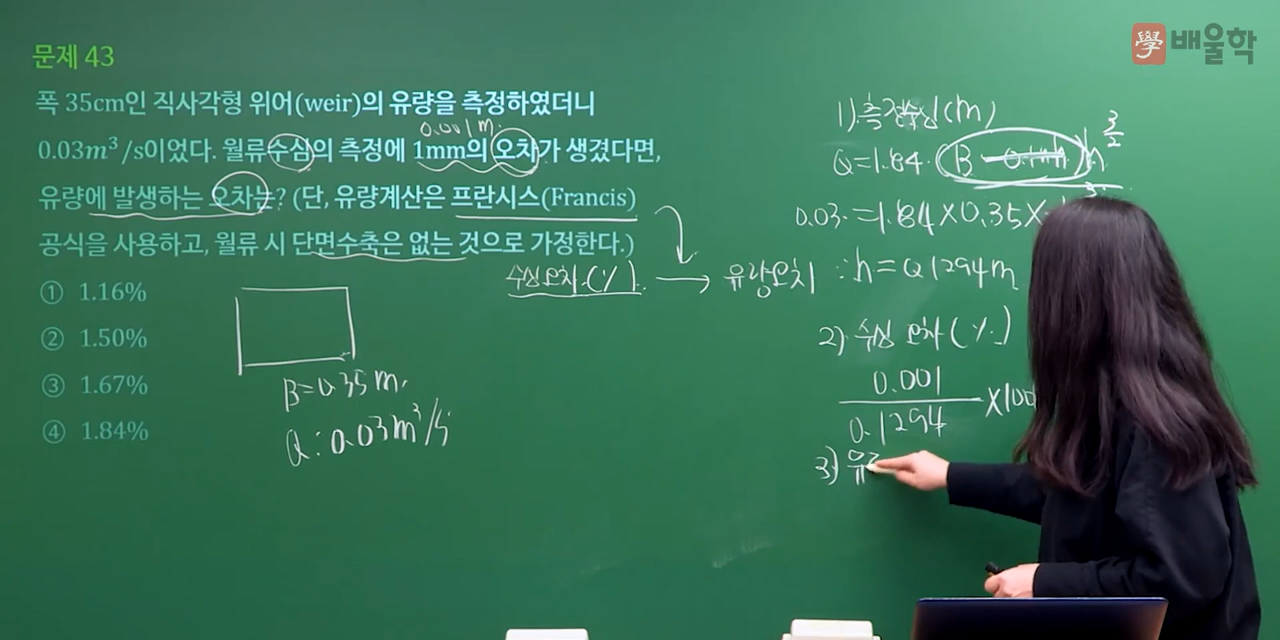 學 배울학
문제 43
폭 35cm인 직사각형 위어(weir)의 유량을 측정하였더니
0.001m.
0.03m³/s이었다. 월류수심의 측정에 1mm의 오차가 생겼다면,
유량에 발생하는 오차는? (단, 유량계산은 프란시스(Francis)
공식을 사용하고, 월류 시 단면수축은 없는 것으로 가정한다.)
① 1.16%
② 1.50%
③ 1.67%
④ 1.84%
B=0.35m.
Q:0.03m³/s
수심오차(%). → 유량오차
1). 측정수심(m)
Q=1.84·(B-0.1nh)h^3/2
0.03=1.84×0.35×
∴h=0.1294m
2). 수심 오차(%)
0.001
0.1294
×100
3)